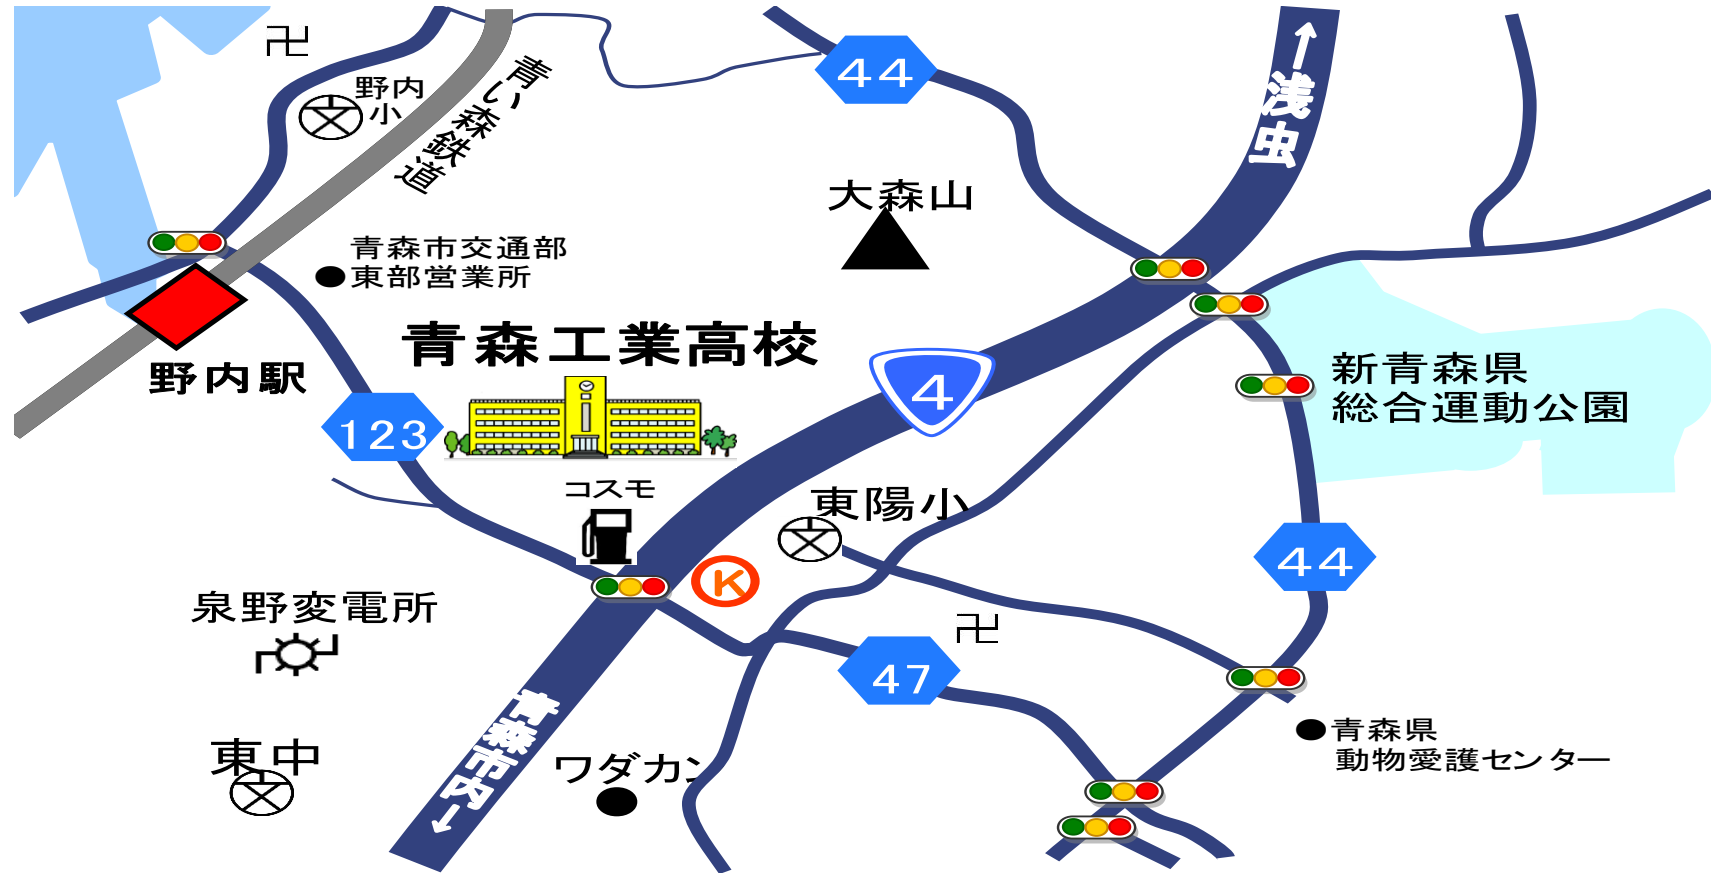 44
↑浅虫
卍
野内
小
青い森鉄道
大森山
青森市交通部
東部営業所
青森工業高校
野内駅
123
4
新青森県
総合運動公園
コスモ
東陽小
K
44
泉野変電所
卍
47
青森市内→
東中
ワダカン
青森県
動物愛護センター